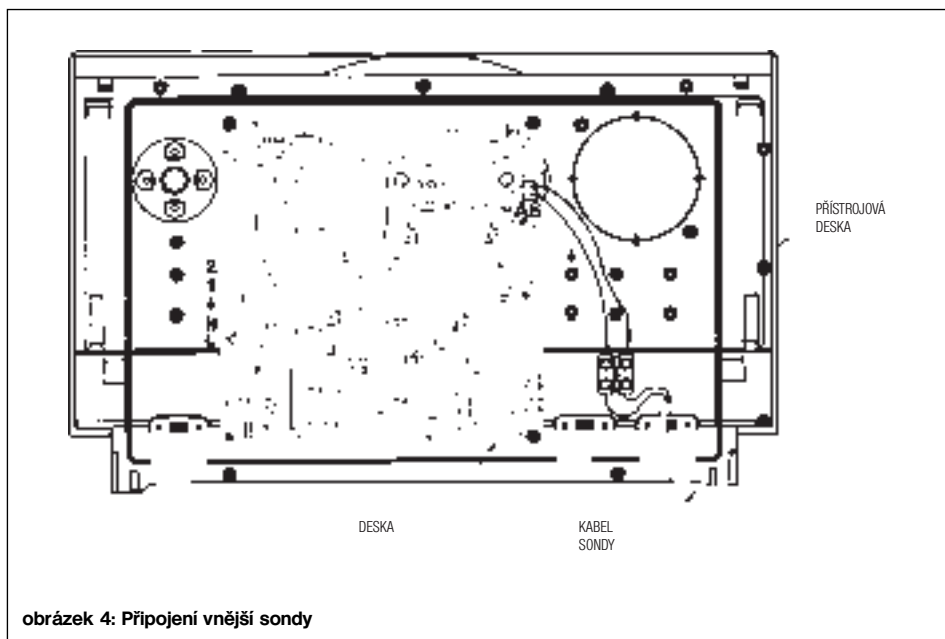 PŘÍSTROJOVÁ
DESKA
DESKA
KABEL
SONDY
obrázek 4: Připojení vnější sondy